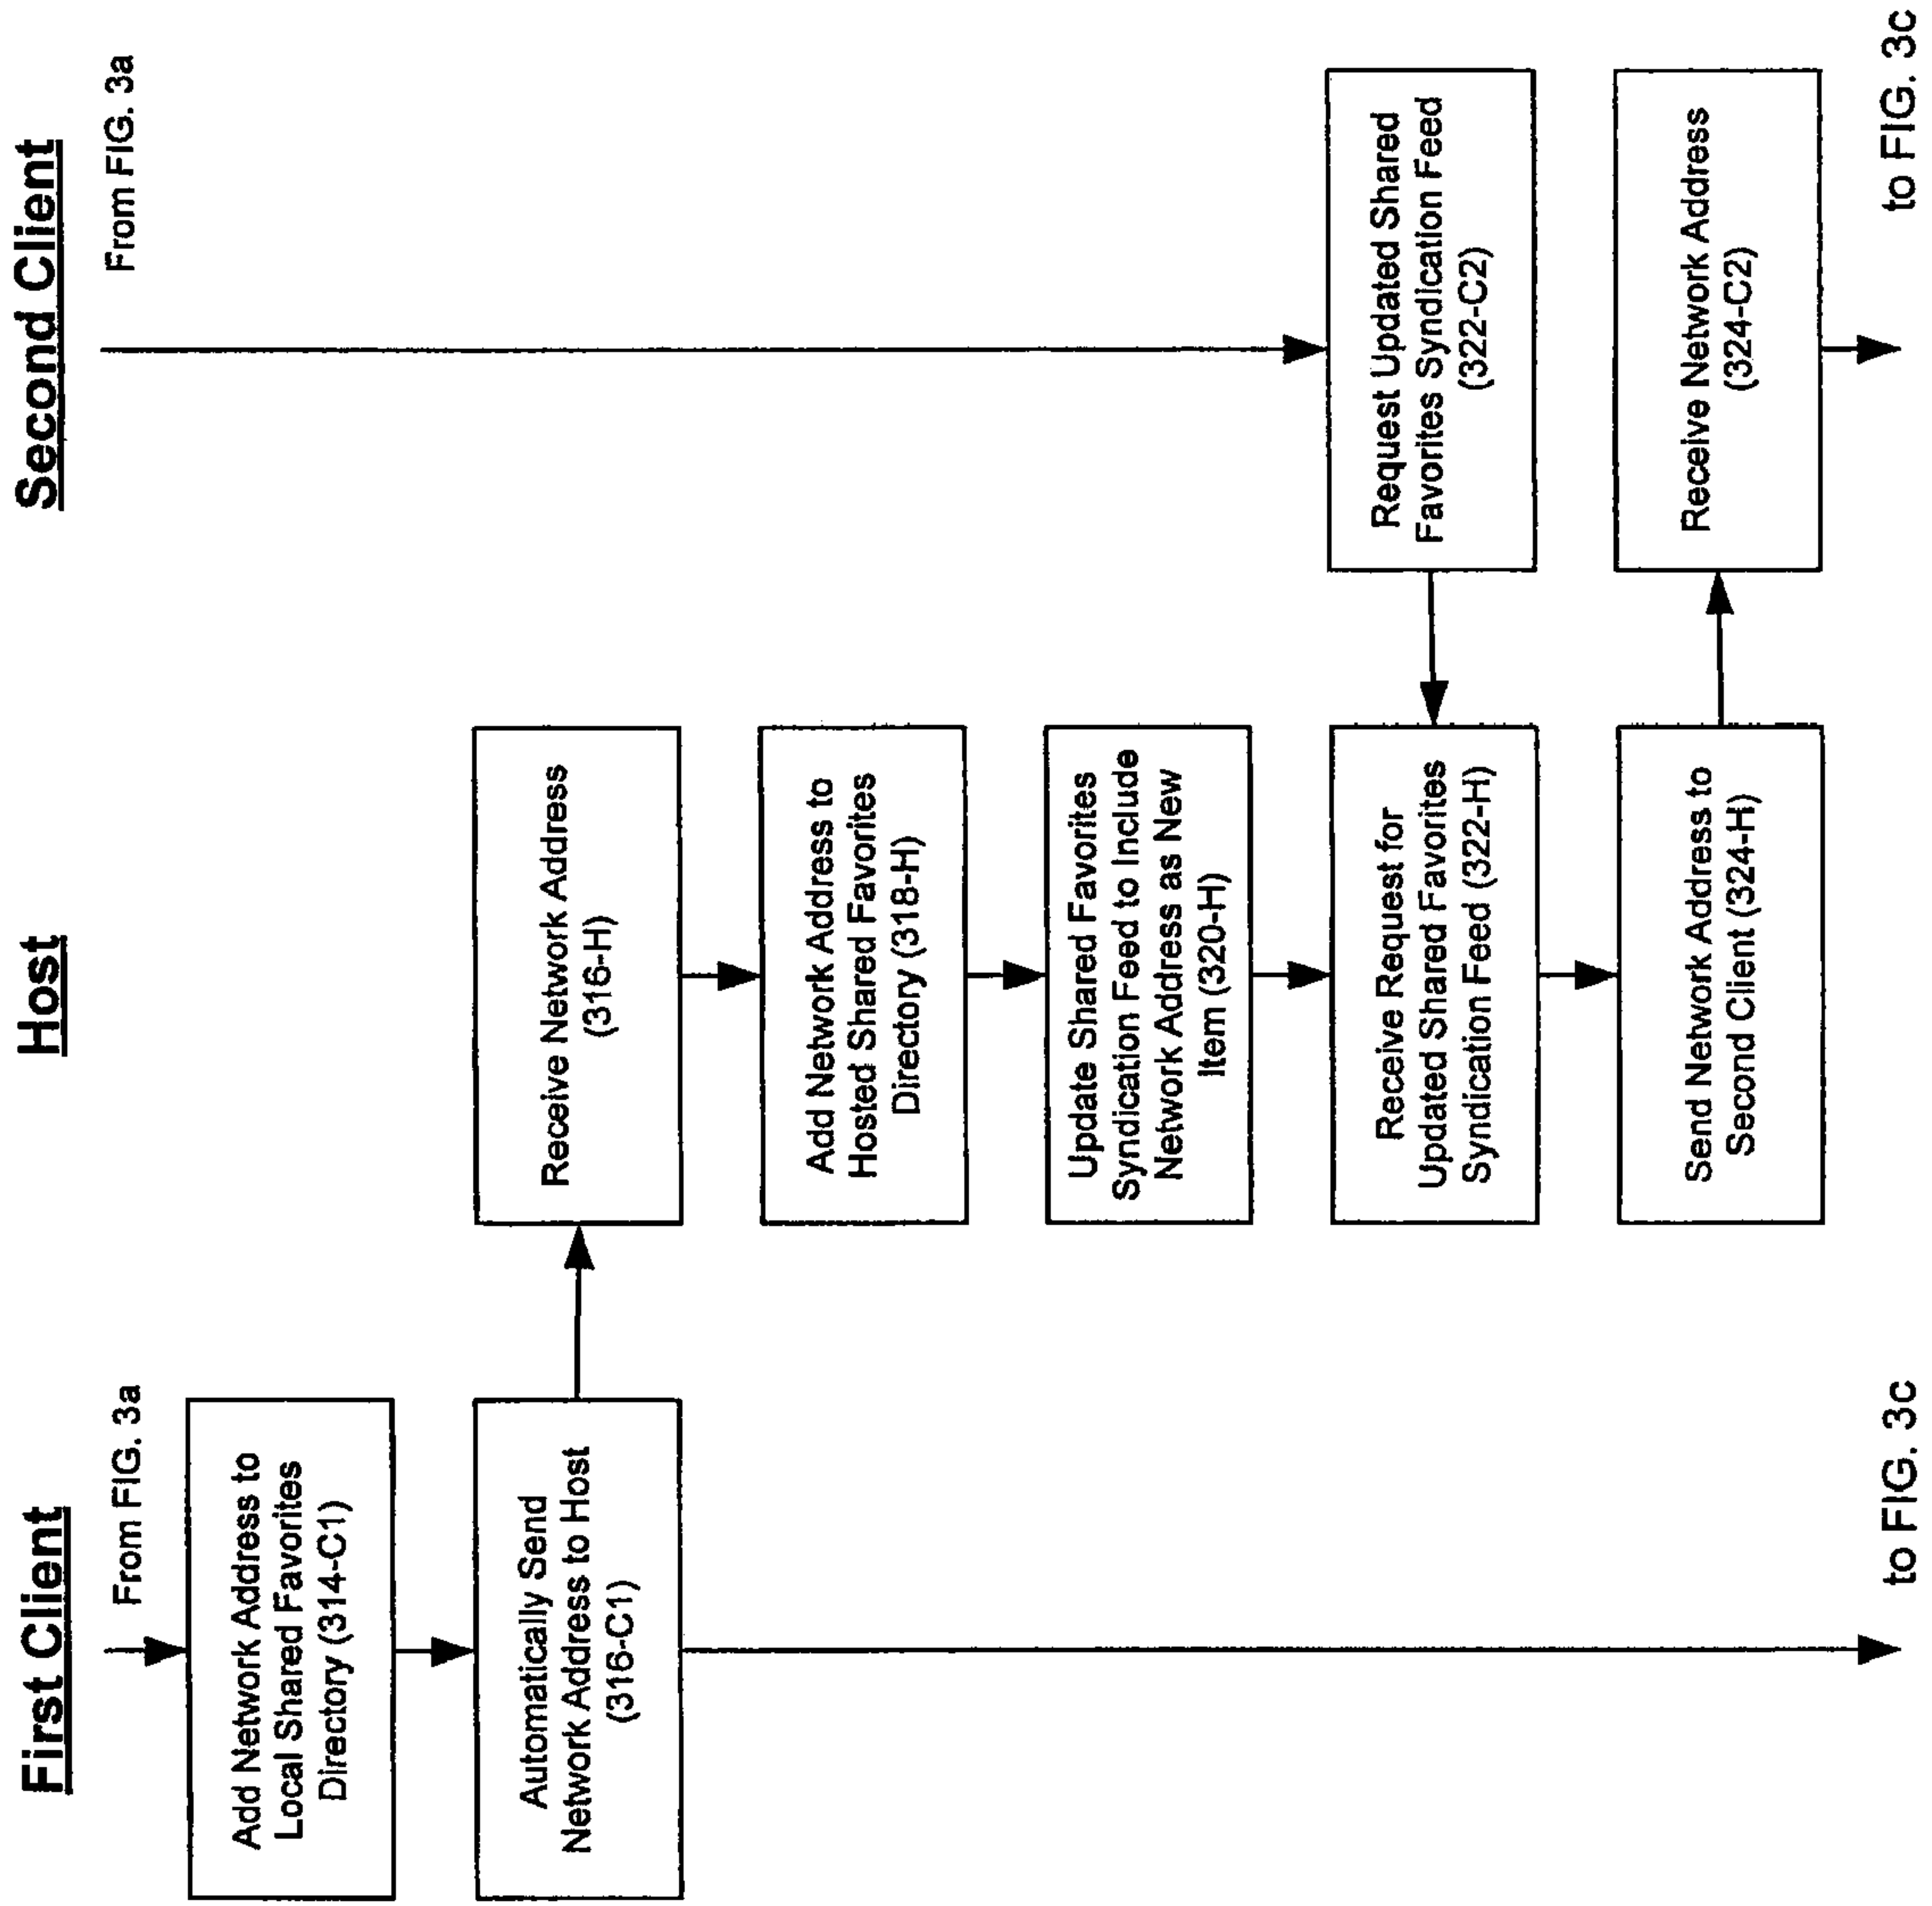 First Client
Host
Second Client
From FIG. 3a
From FIG. 3a
Add Network Address to
Local Shared Favorites
Directory (314-C1)
Automatically Send
Network Address to Host
(316-C1)
Receive Network Address
(316-H)
Add Network Address to
Hosted Shared Favorites
Directory (318-H)
Update Shared Favorites
Syndication Feed to Include
Network Address as New
Item (320-H)
Request Updated Shared
Favorites Syndication Feed
(322-C2)
Receive Request for
Updated Shared Favorites
Syndication Feed (322-H)
Send Network Address to
Second Client (324-H)
Receive Network Address
(324-C2)
to FIG. 3c
to FIG. 3c